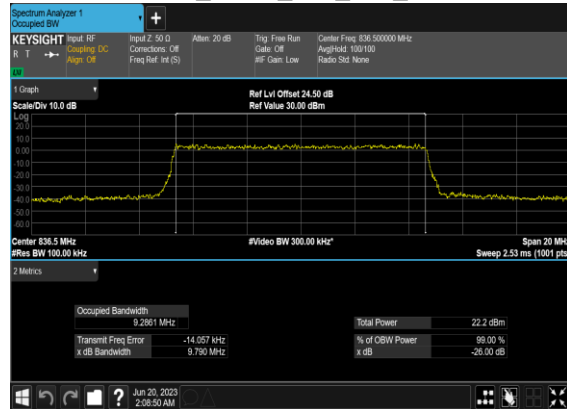 Spectrum Analyzer 1
Occupied BW
+
KEYSIGHT Input: RF Input Z: 50 Ω Atten: 20 dB Trig: Free Run Center Freq: 836.500000 MHz
R T Coupling: DC Corrections: Off Gate: Off Avg|Hold: 100/100
Align: Off Freq Ref: Int (S) #IF Gain: Low Radio Std: None
1 Graph
Ref Lvl Offset 24.50 dB
Scale/Div 10.0 dB Ref Value 30.00 dBm
Log
20.0
10.0
0.00
-10.0
-20.0
-30.0
-40.0
-50.0
-60.0
Center 836.5 MHz #Video BW 300.00 kHz* Span 20 MHz
#Res BW 100.00 kHz Sweep 2.53 ms (1001 pts
2 Metrics
Occupied Bandwidth
9.2861 MHz Total Power 22.2 dBm
Transmit Freq Error -14.057 kHz % of OBW Power 99.00 %
x dB Bandwidth 9.790 MHz x dB -26.00 dB
?
Jun 20, 2023
2:08:50 AM